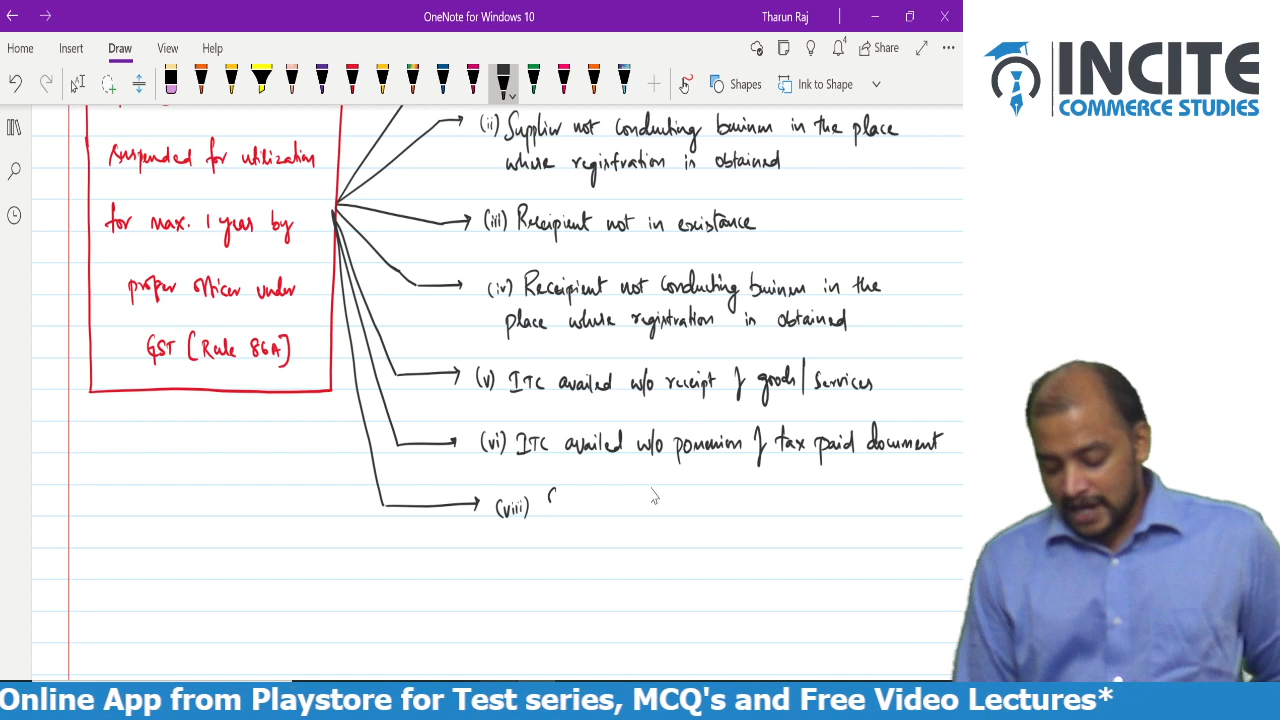 OneNote for Windows 10
Tharun Raj
Home Insert Draw View Help
4
Share
Shapes
Ink to Shape
INCITE
COMMERCE STUDIES
suspended for utilization
for max. 1 year by
proper officer under
GST [Rule 86A]
(ii) Supplier not conducting business in the place
where registration is obtained
(iii) Recipient not in existance
(iv) Receipient not conducting business in the
place where registration is obtained
(v) ITC availed w/o receipt of goods/services
(vi) ITC availed w/o possession of tax paid document
(viii)
Online App from Playstore for Test series, MCQ's and Free Video Lectures*